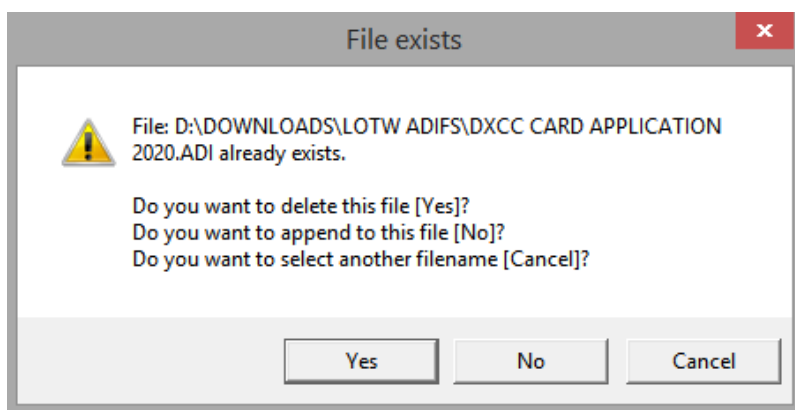 File exists
File: D:\DOWNLOADS\LOTW ADIFS\DXCC CARD APPLICATION
2020.ADI already exists.
Do you want to delete this file [Yes]?
Do you want to append to this file [No]?
Do you want to select another filename [Cancel]?
Yes No Cancel